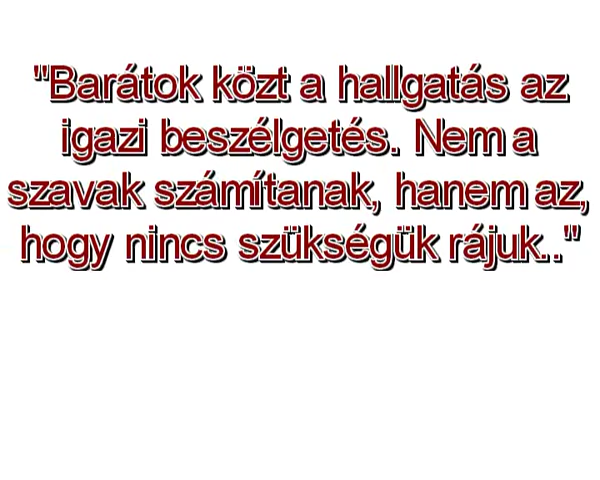 "Barátok közt a hallgatás az
igazi beszélgetés. Nem a
szavak számítanak, hanem az,
hogy nincs szükségük rájuk.."